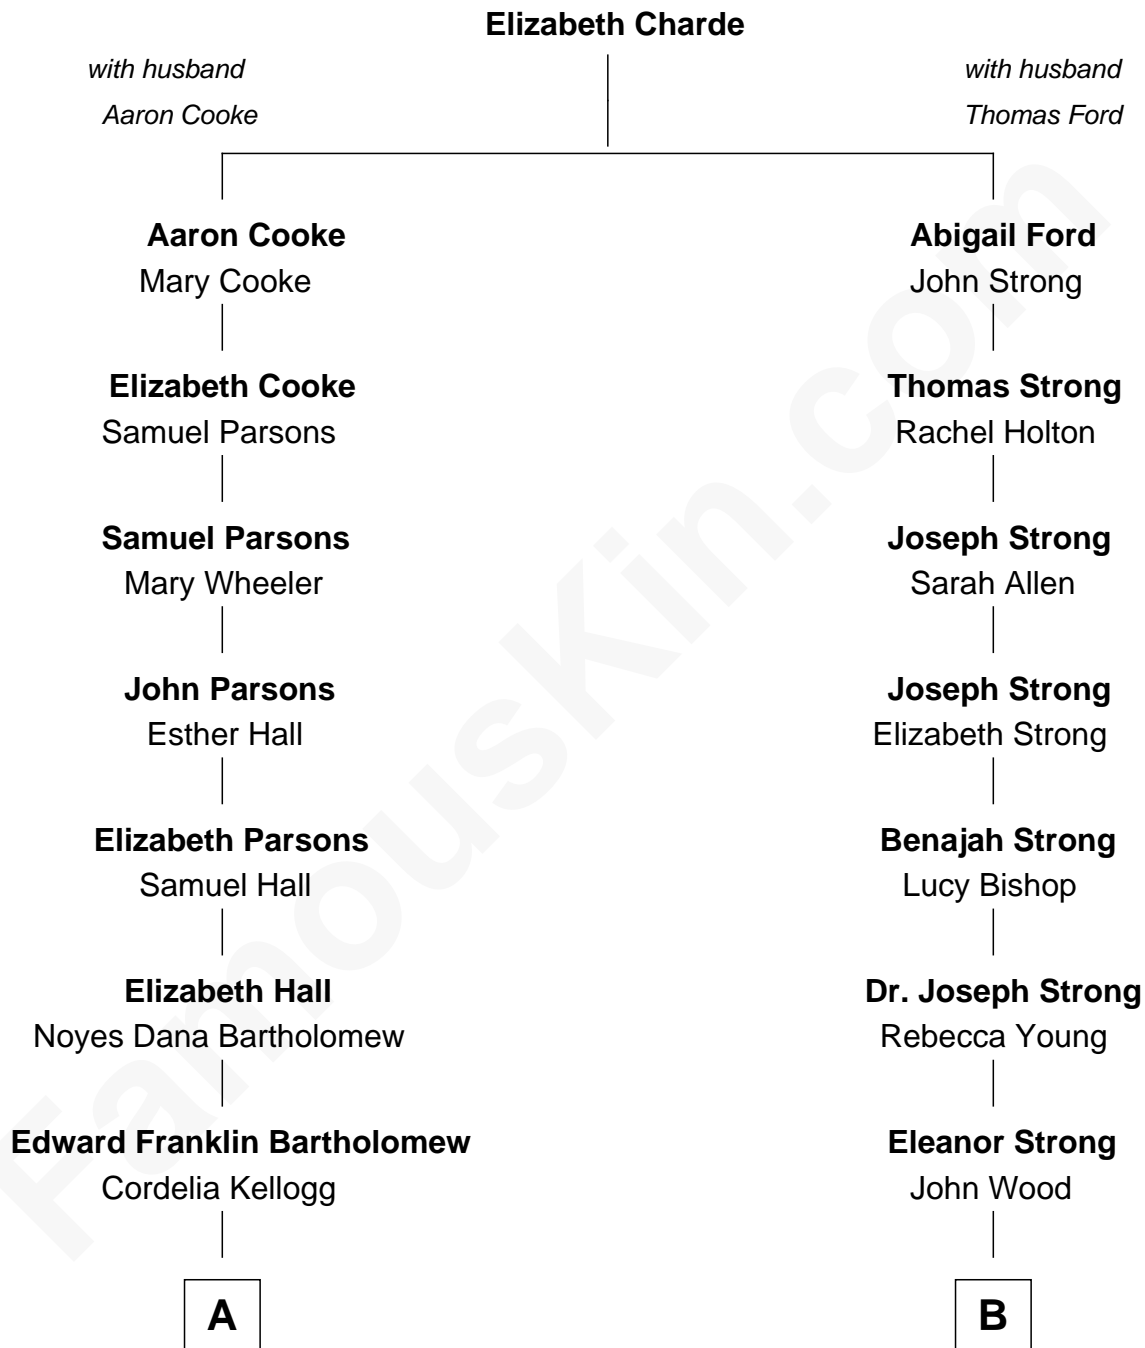 Elizabeth Charde
with husband
Aaron Cooke
with husband
Thomas Ford
Aaron Cooke
Mary Cooke
Abigail Ford
John Strong
Elizabeth Cooke
Samuel Parsons
Thomas Strong
Rachel Holton
Samuel Parsons
Mary Wheeler
Joseph Strong
Sarah Allen
John Parsons
Esther Hall
Joseph Strong
Elizabeth Strong
Elizabeth Parsons
Samuel Hall
Benajah Strong
Lucy Bishop
Elizabeth Hall
Noyes Dana Bartholomew
Dr. Joseph Strong
Rebecca Young
Edward Franklin Bartholomew
Cordelia Kellogg
Eleanor Strong
John Wood
A
B
FamousKin.com